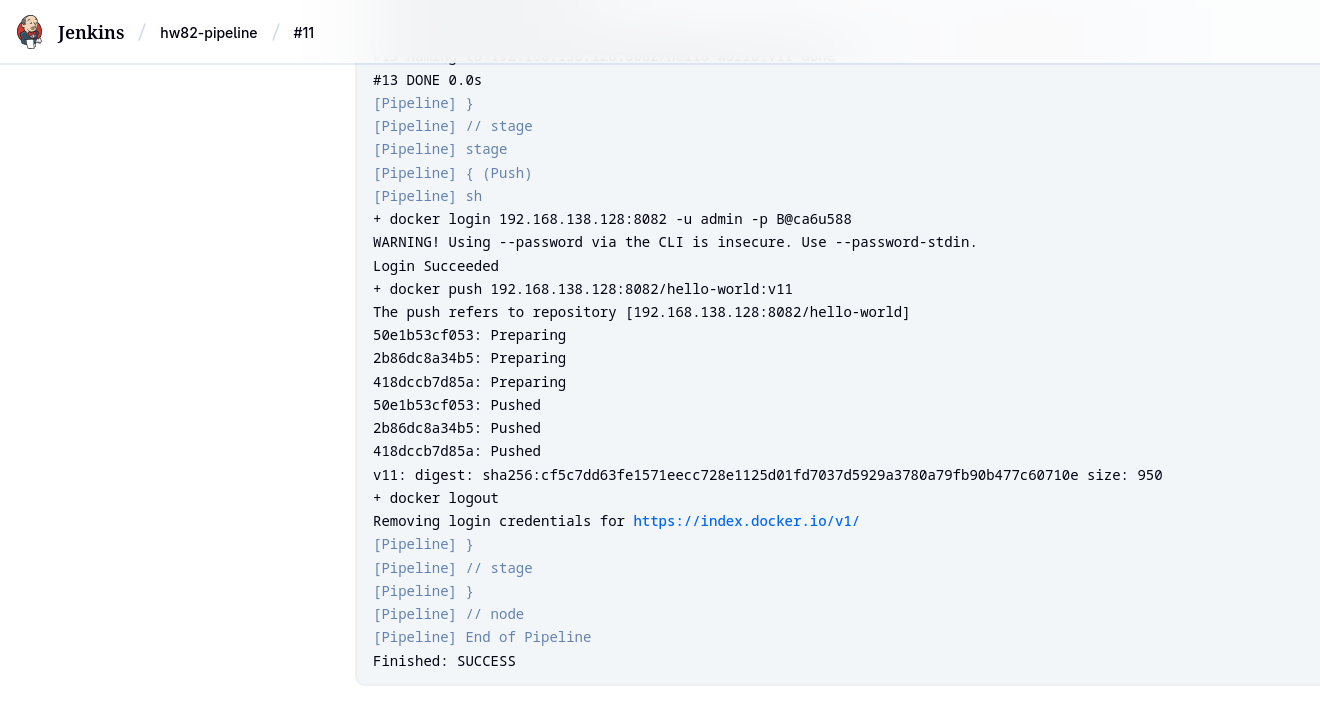 Jenkins / hw82-pipeline / #11
#13 DONE 0.0s
[Pipeline] }
[Pipeline] // stage
[Pipeline] stage
[Pipeline] { (Push)
[Pipeline] sh
+ docker login 192.168.138.128:8082 -u admin -p B@ca6u588
WARNING! Using --password via the CLI is insecure. Use --password-stdin.
Login Succeeded
+ docker push 192.168.138.128:8082/hello-world:v11
The push refers to repository [192.168.138.128:8082/hello-world]
50e1b53cf053: Preparing
2b86dc8a34b5: Preparing
418dccb7d85a: Preparing
50e1b53cf053: Pushed
2b86dc8a34b5: Pushed
418dccb7d85a: Pushed
v11: digest: sha256:cf5c7dd63fe1571eecc728e1125d01fd7037d5929a3780a79fb90b477c60710e size: 950
+ docker logout
Removing login credentials for https://index.docker.io/v1/
[Pipeline] }
[Pipeline] // stage
[Pipeline] }
[Pipeline] // node
[Pipeline] End of Pipeline
Finished: SUCCESS